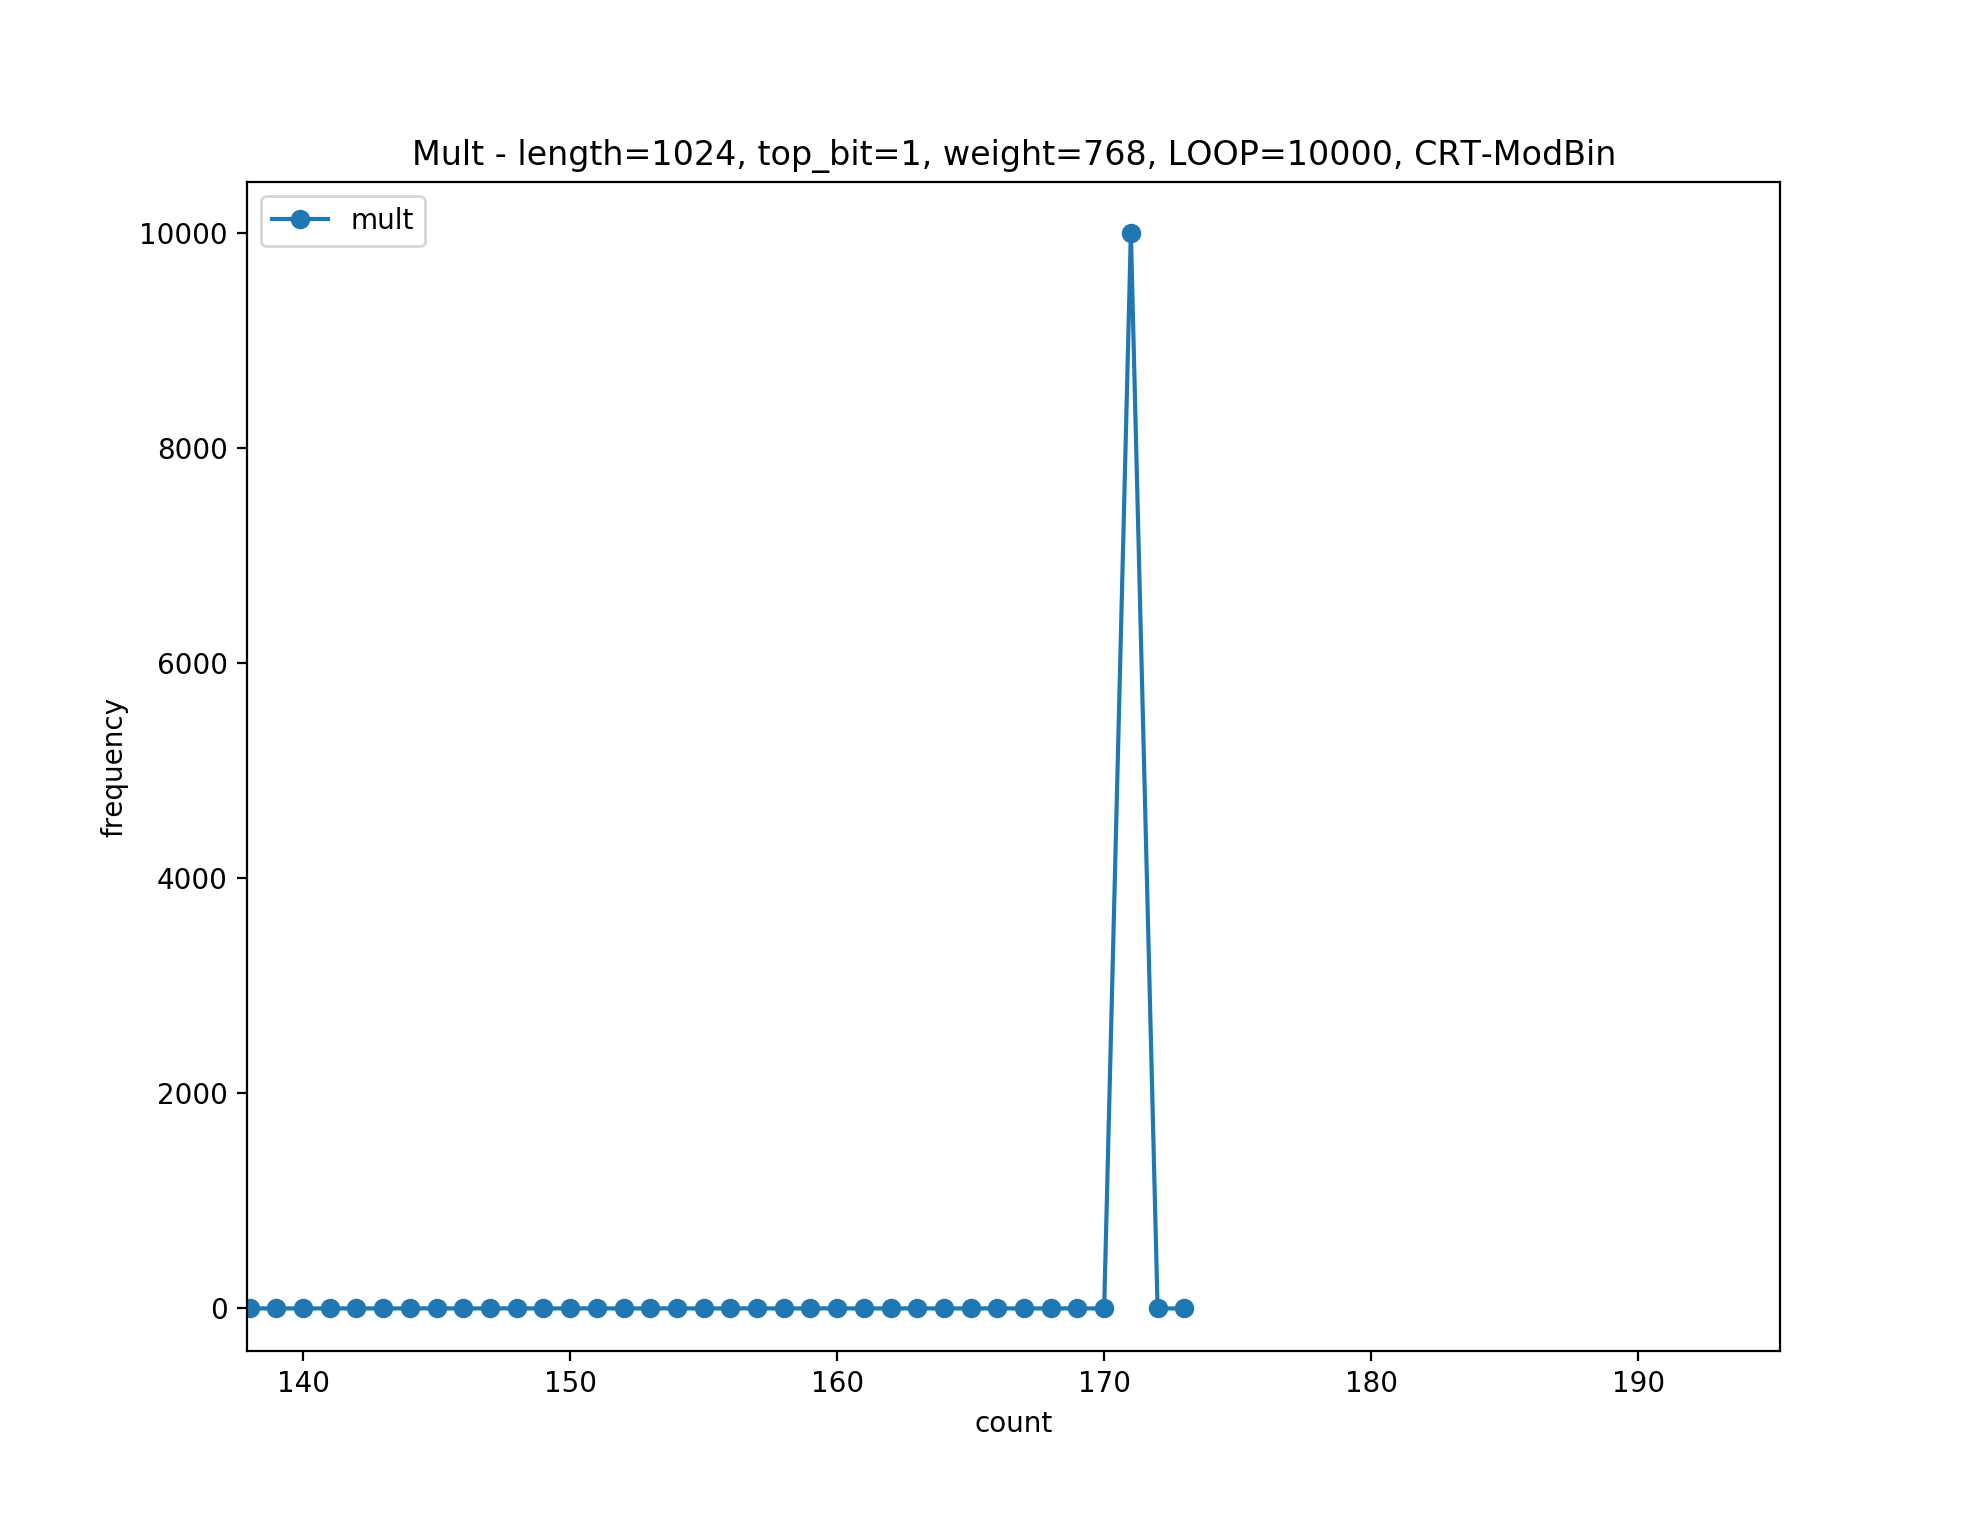 Mult - length=1024, top_bit=1, weight=768, LOOP=10000, CRT-ModBin
mult
10000
8000
6000
4000
2000
0
frequency
140 150 160 170 180 190
count